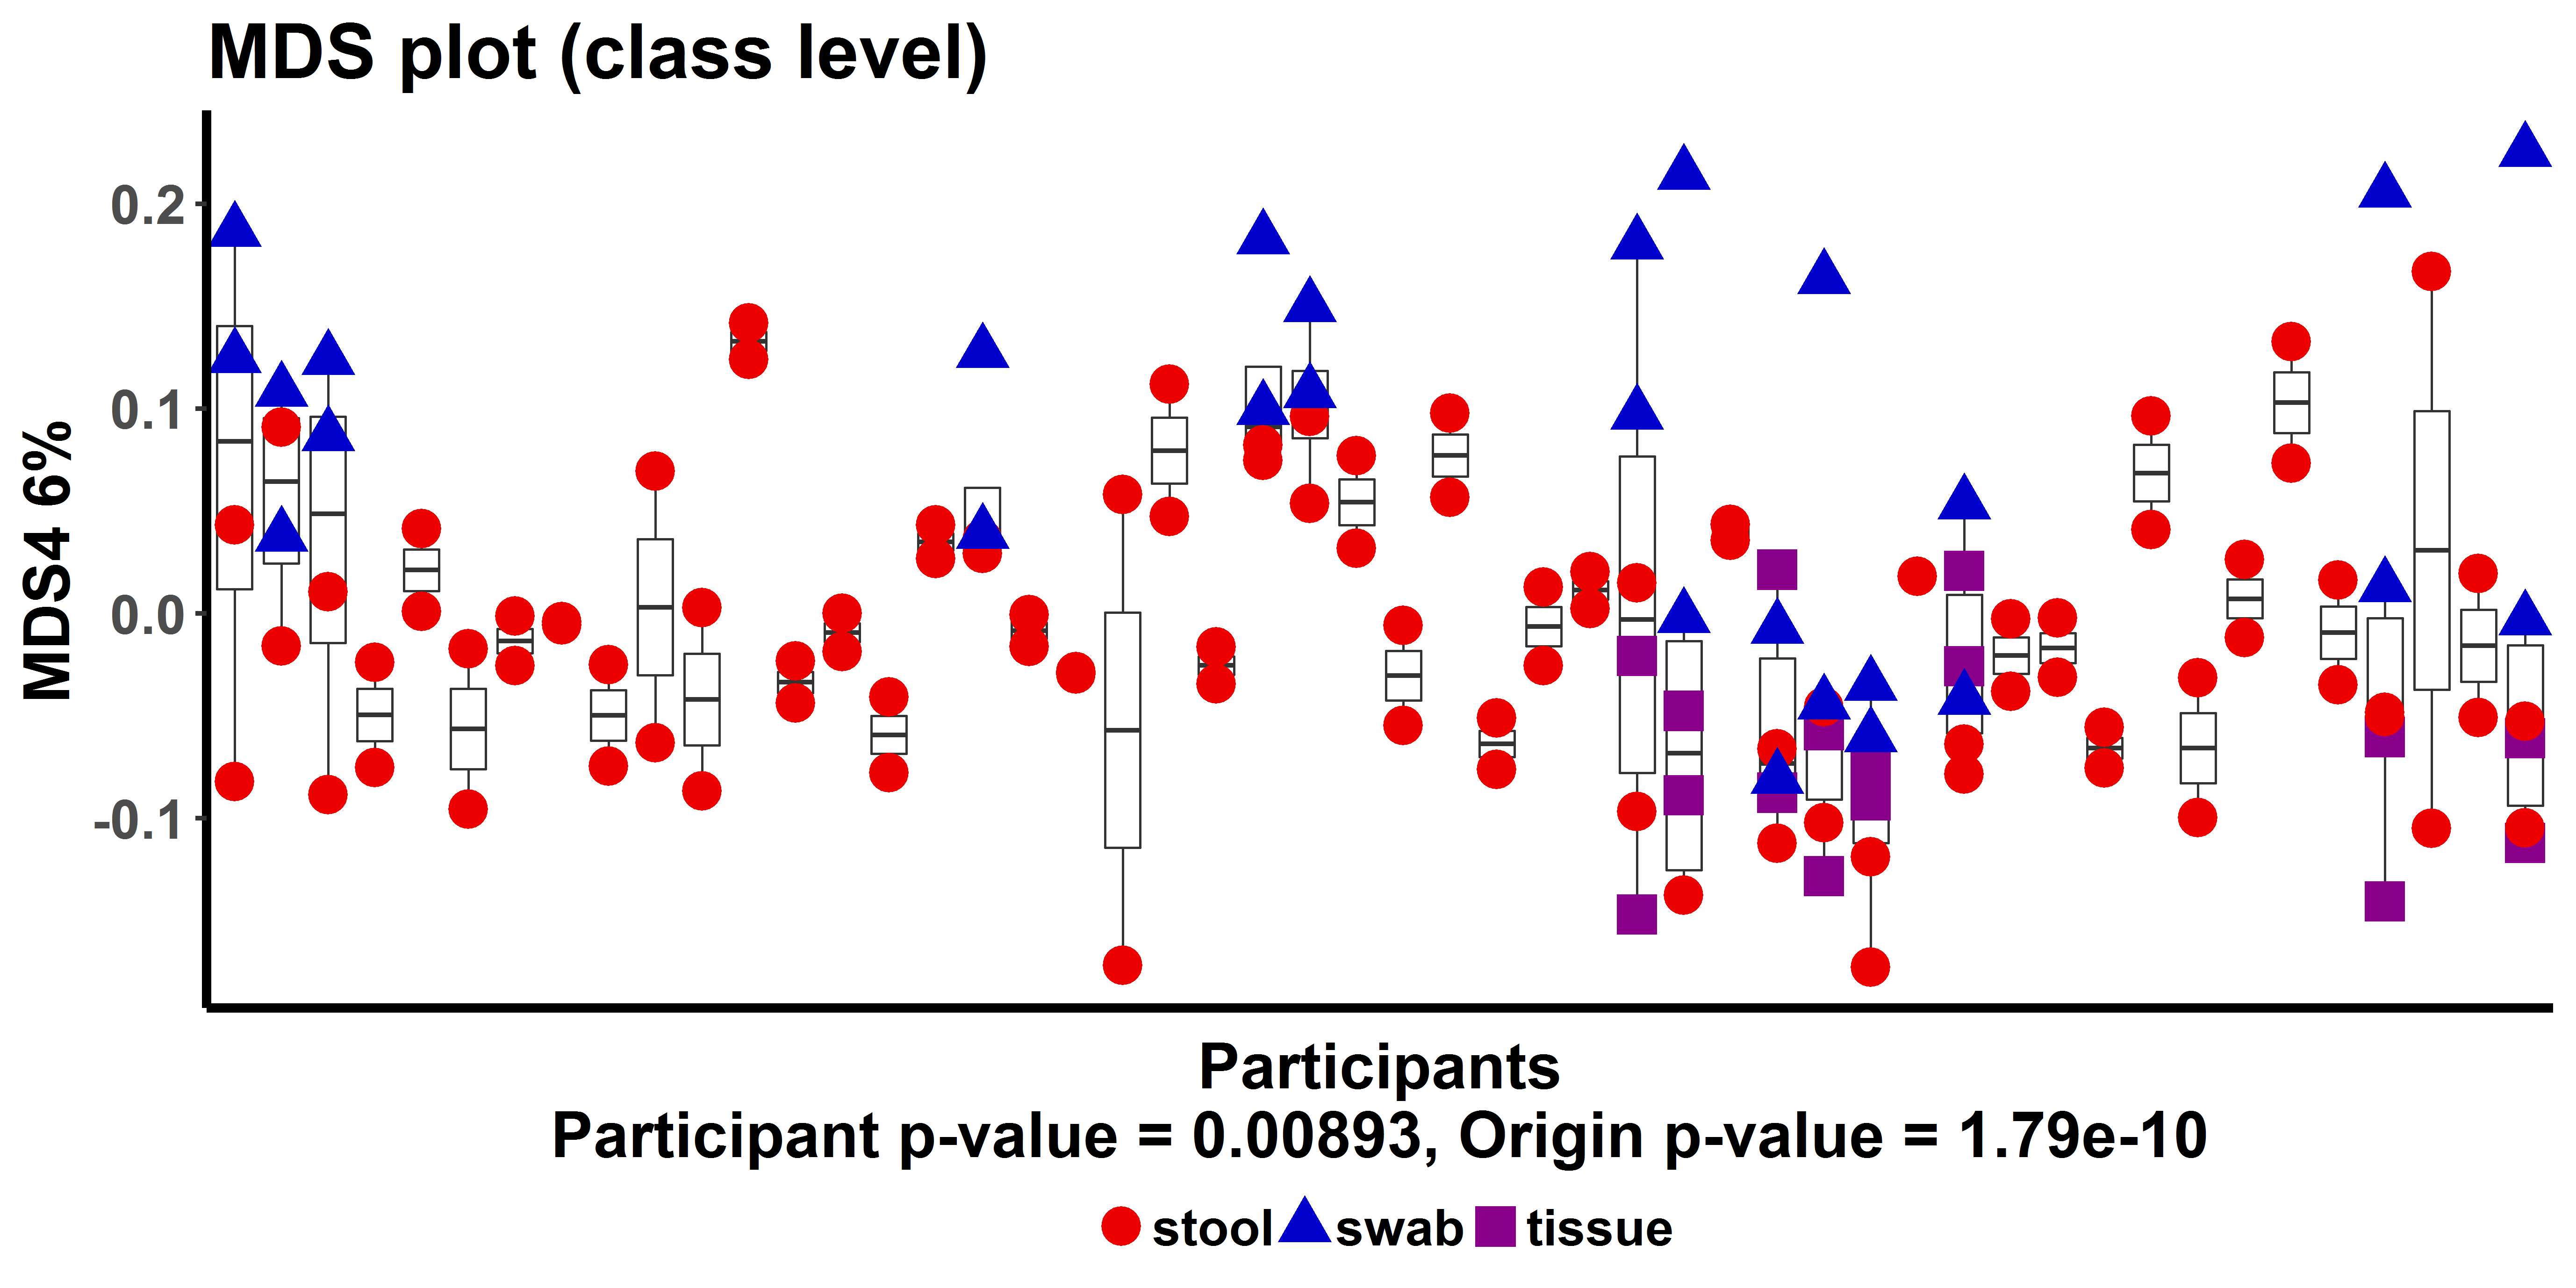 MDS plot (class level)
MDS4 6%
0.2
0.1
0.0
-0.1
Participants
Participant p-value = 0.00893, Origin p-value = 1.79e-10
stool swab tissue